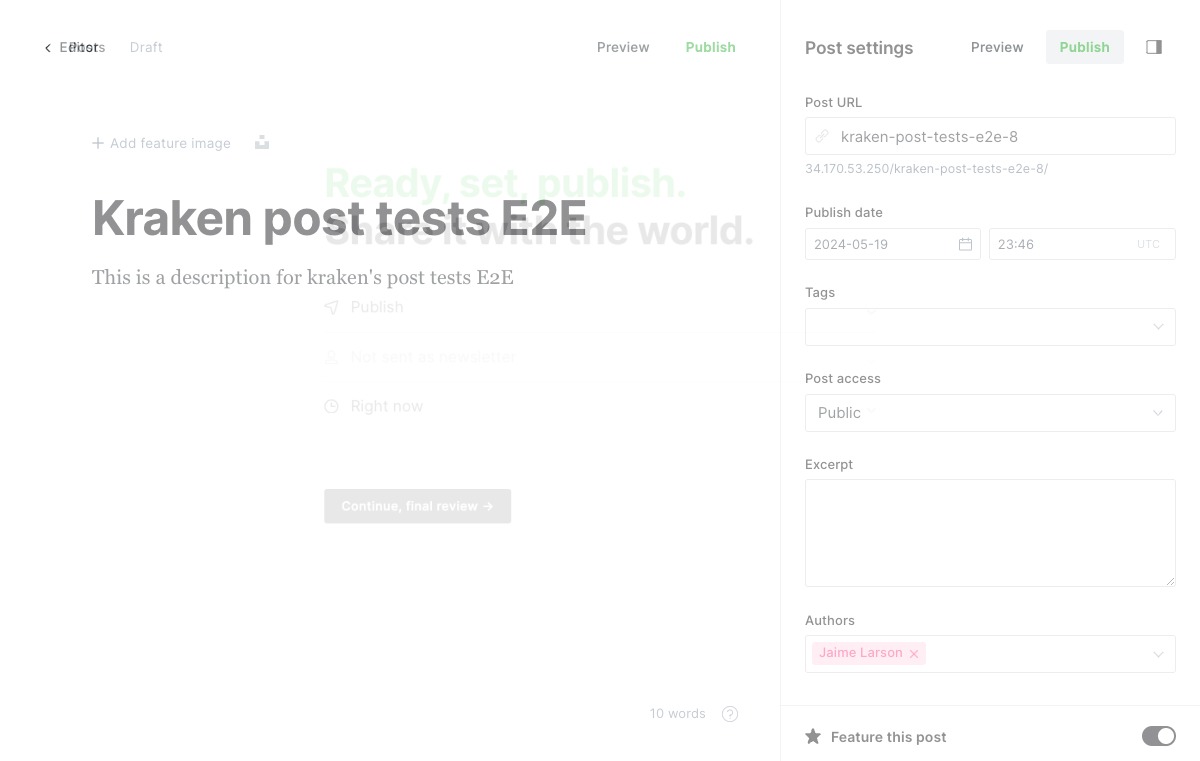 Editor
Posts
Draft
Preview
Publish
Add feature image
Ready, set, publish.
Kraken post tests E2E
Share it with the world.
This is a description for kraken's post tests E2E
Publish
Not sent as newsletter
Right now
Continue, final review →
10 words
?
Post settings
Preview
Publish
Post URL
kraken-post-tests-e2e-8
34.170.53.250/kraken-post-tests-e2e-8/
Publish date
2024-05-19
23:46
UTC
Tags
Post access
Public
Excerpt
Authors
Jaime Larson
Feature this post